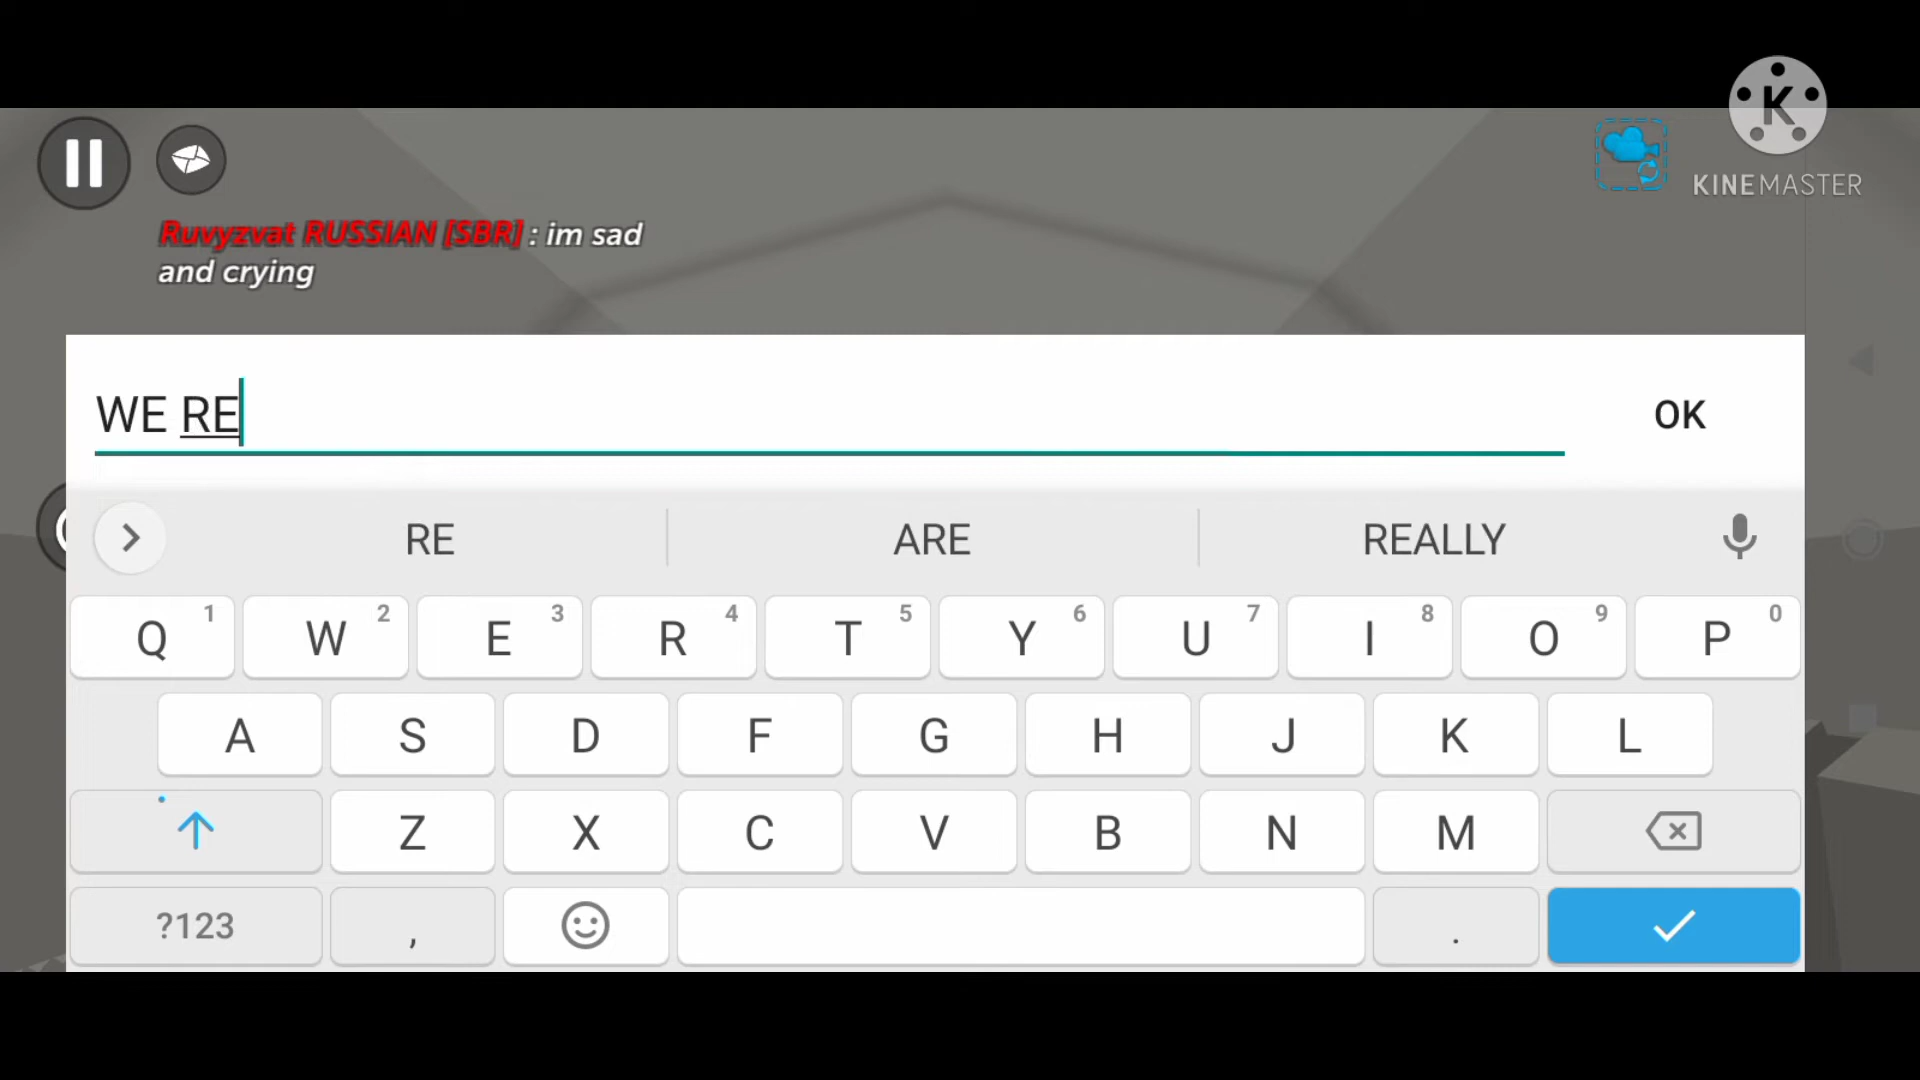 KINEMASTER
Ruvyzvat RUSSIAN [SBR] : im sad
and crying
WE RE
OK
RE ARE REALLY
Q 1 W 2 E 3 R 4 T 5 Y 6 U 7 I 8 O 9 P 0
A S D F G H J K L
Z X C V B N M
?123 , .